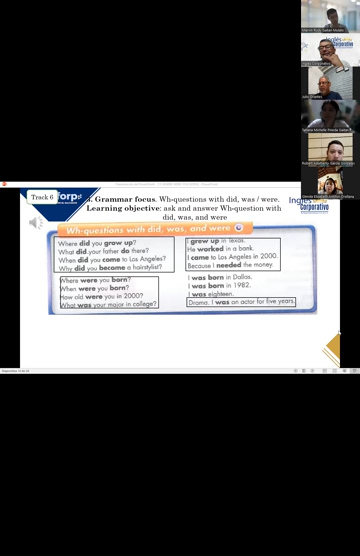 Track 6
Grammar focus. Wh-questions with did, was / were.
Learning objective: ask and answer Wh-question with
did, was, and were
Inglés
Corporativo
Wh-questions with did, was, and were
Where did you grow up?
What did your father do there?
When did you come to Los Angeles?
Why did you become a hairstylist?
I grew up in Texas.
He worked in a bank.
I came to Los Angeles in 2000.
Because I needed the money.
Where were you born?
When were you born?
How old were you in 2000?
What was your major in college?
I was born in Dallas.
I was born in 1982.
I was eighteen.
Drama. I was an actor for five years.